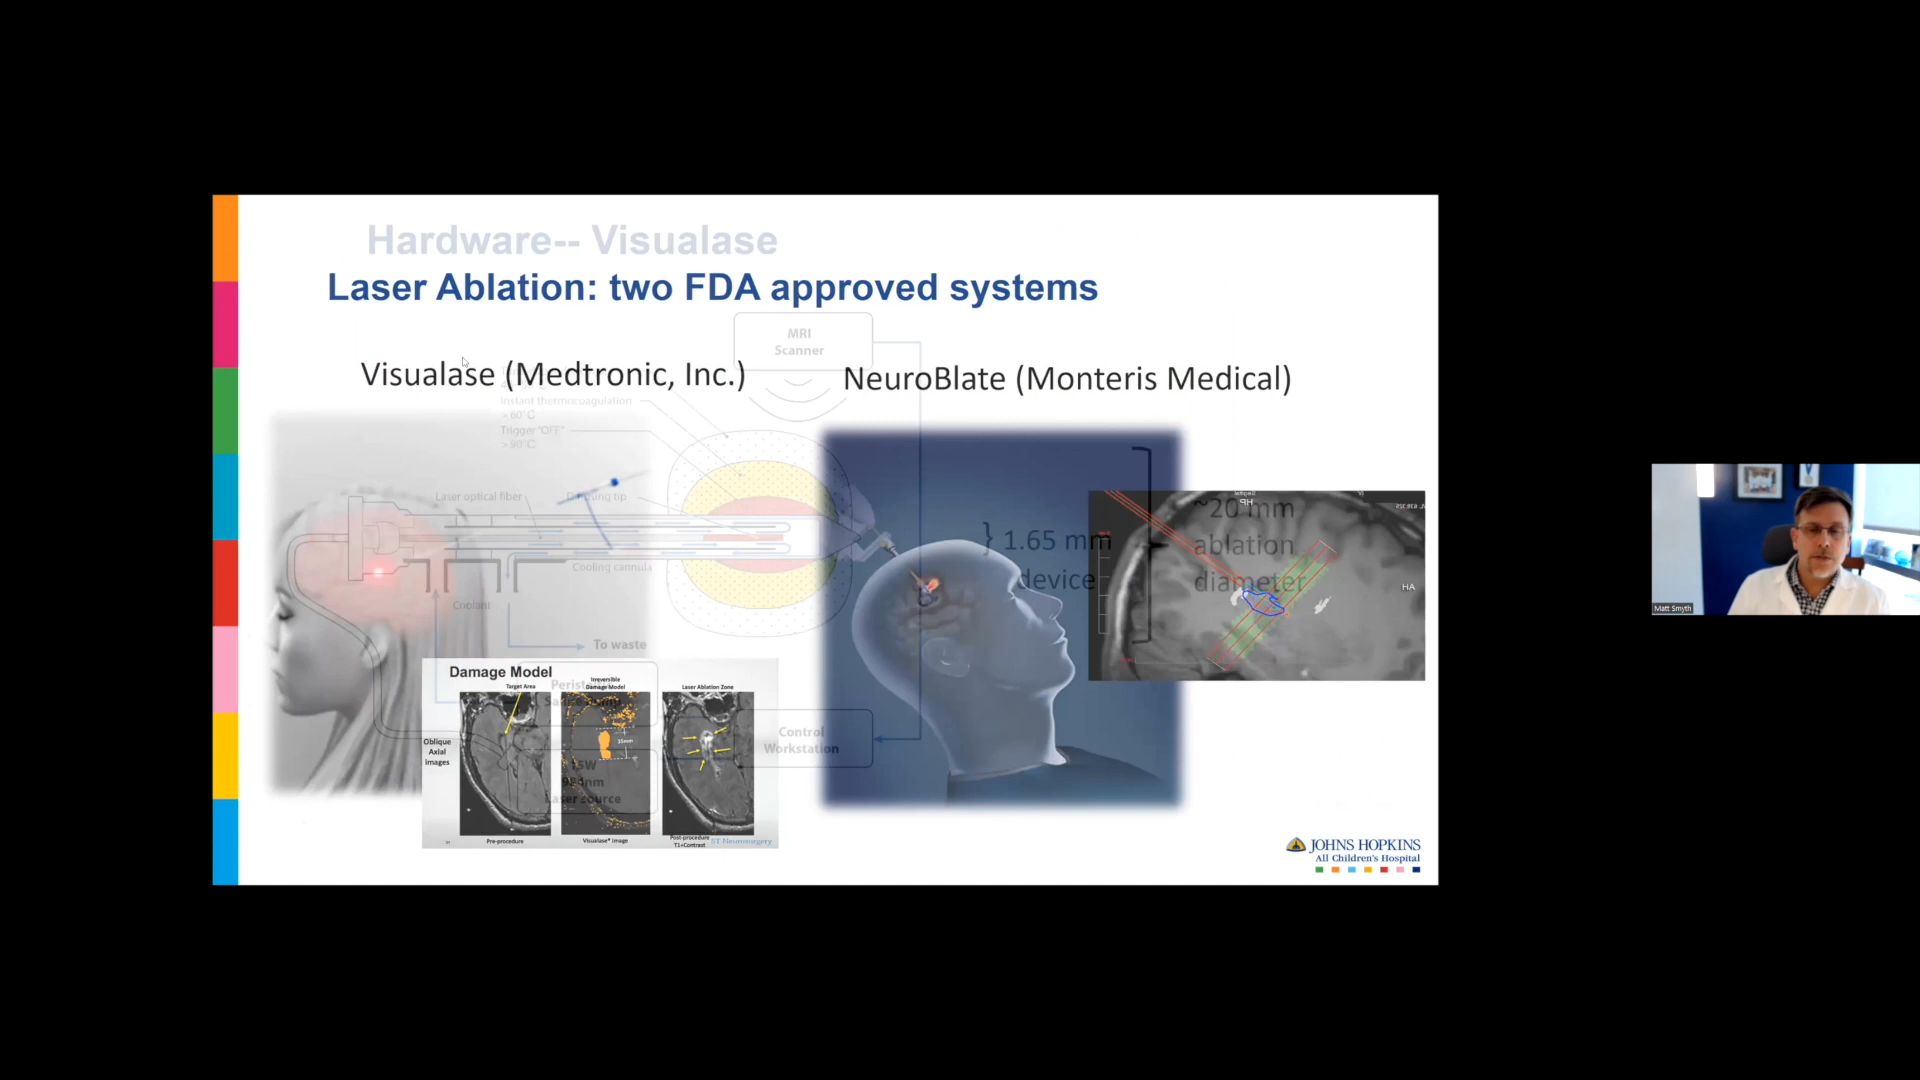 Hardware-- Visualase
Laser Ablation: two FDA approved systems
MRI
Scanner
Visualase (Medtronic, Inc.)
NeuroBlate (Monteris Medical)
Instant thermocoagulation
> 60°C
Trigger "OFF"
> 90°C
Laser optical fiber
Cooling cannula
Coolant
To waste
} 1.65 mm
device
~20 mm
ablation
diameter
HP
HA
Damage Model
Target Area
Irreversible
Damage Model
Laser Ablation Zone
Oblique
Axial
Images
Pre-procedure
Visualase® Image
Post-procedure
T1+Contrast
ST Neurosurgery
15W
Laser source
Control
Workstation
JOHNS HOPKINS
All Children's Hospital
Matt Smyth